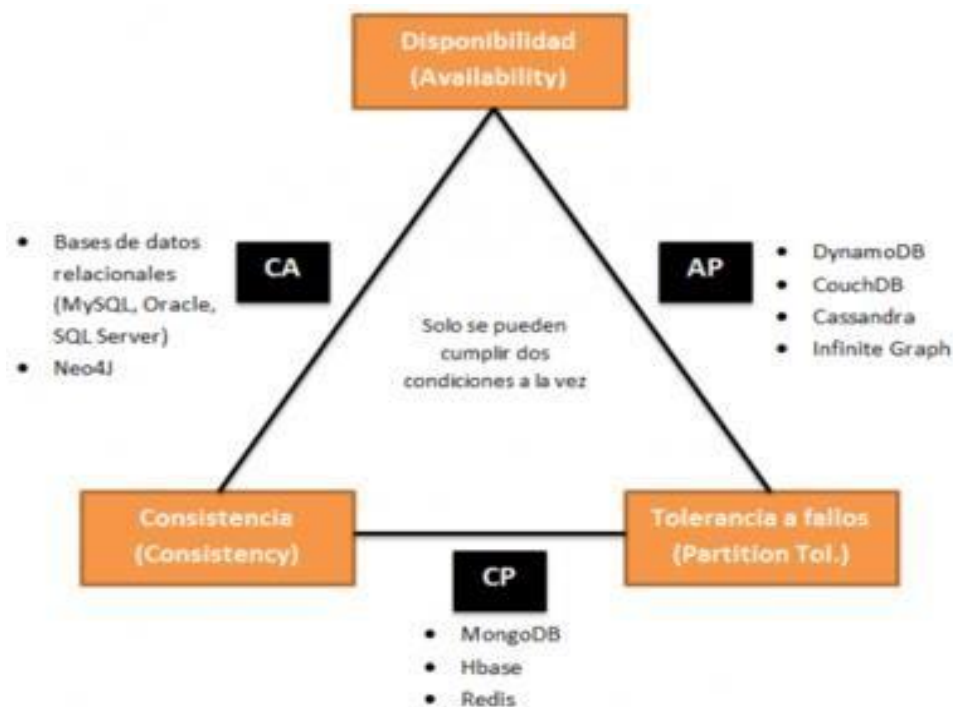 Disponibilidad
(Availability)
• Bases de datos
relacionales
(MySQL, Oracle,
SQL Server)
• Neo4J
CA
AP
• DynamoDB
• CouchDB
• Cassandra
• Infinite Graph
Solo se pueden
cumplir dos
condiciones a la vez
Consistencia
(Consistency)
Tolerancia a fallos
(Partition Tol.)
CP
• MongoDB
• Hbase
• Redis